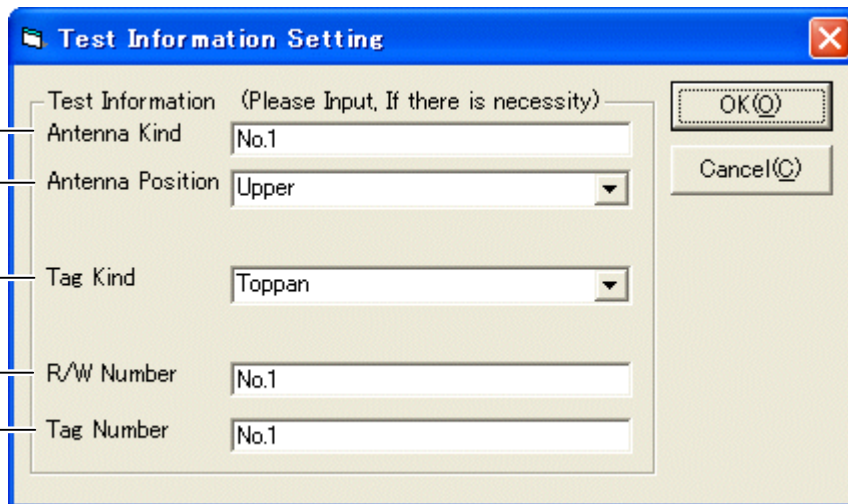 Test Information Setting
Test Information (Please Input, If there is necessity)
OK(O)
Antenna Kind No.1
Cancel(C)
Antenna Position Upper
Tag Kind Toppan
R/W Number No.1
Tag Number No.1